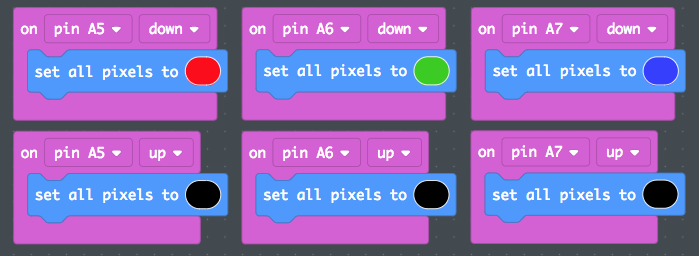 on pin A5 down
set all pixels to
on pin A6 down
set all pixels to
on pin A7 down
set all pixels to
on pin A5 up
set all pixels to
on pin A6 up
set all pixels to
on pin A7 up
set all pixels to